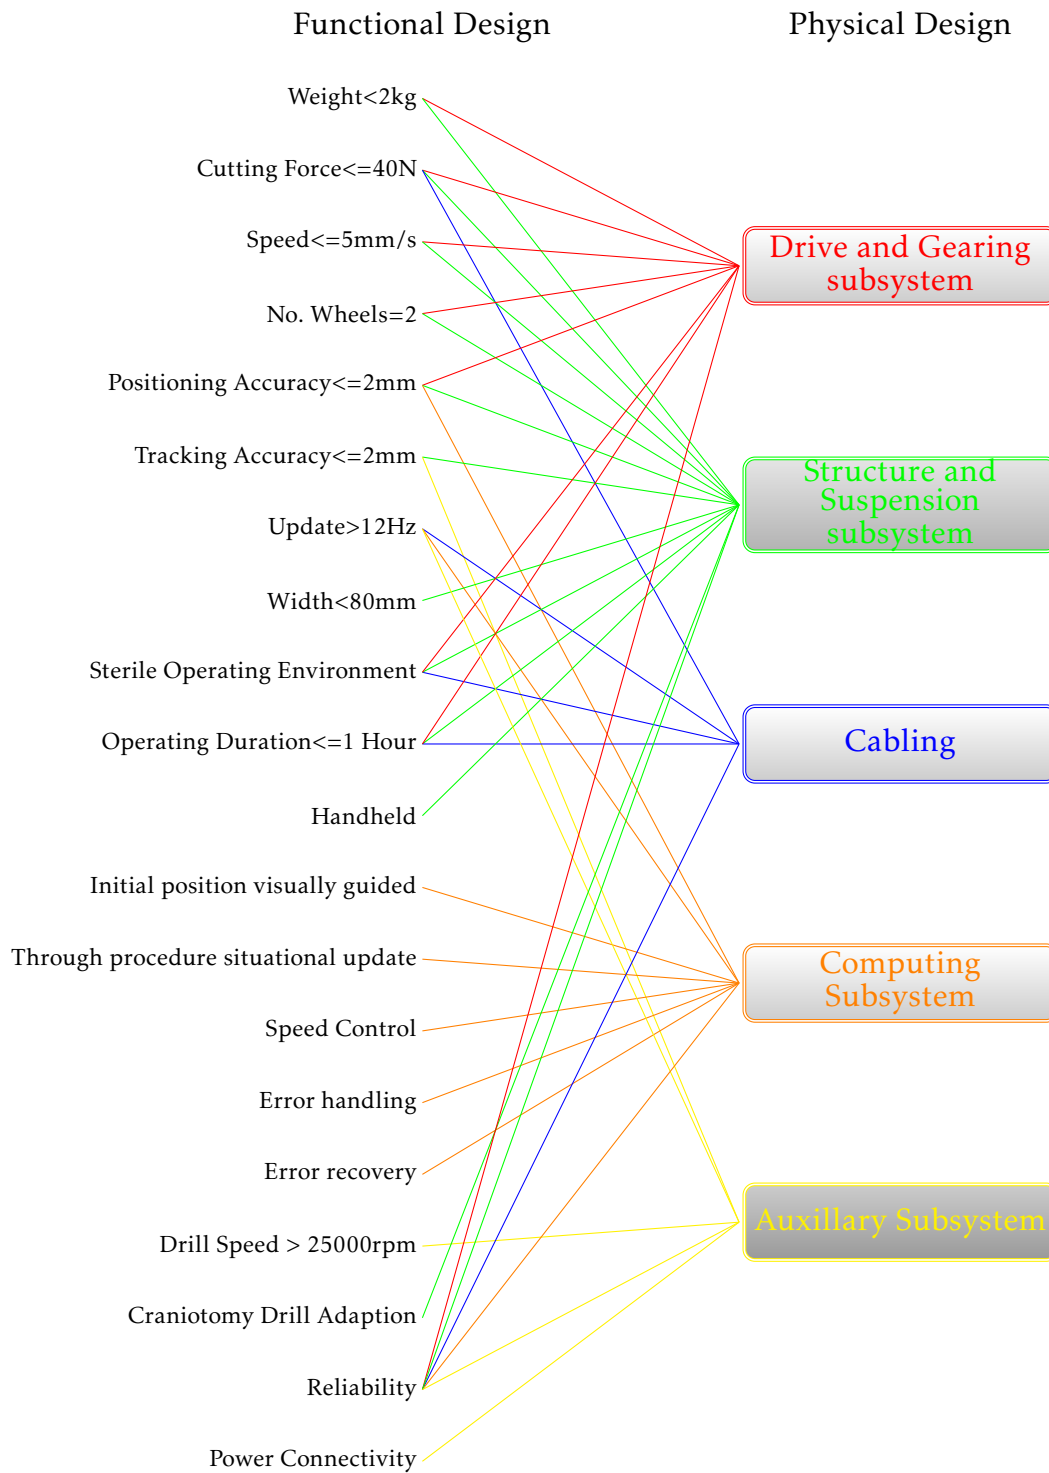 Functional Design
Physical Design
Weight<2kg
Cutting Force<=40N
Speed<=5mm/s
No. Wheels=2
Positioning Accuracy<=2mm
Tracking Accuracy<=2mm
Update>12Hz
Width<80mm
Sterile Operating Environment
Operating Duration<=1 Hour
Handheld
Initial position visually guided
Through procedure situational update
Speed Control
Error handling
Error recovery
Drill Speed > 25000rpm
Craniotomy Drill Adaption
Reliability
Power Connectivity
Drive and Gearing
subsystem
Structure and
Suspension
subsystem
Cabling
Computing
Subsystem
Auxillary Subsystem